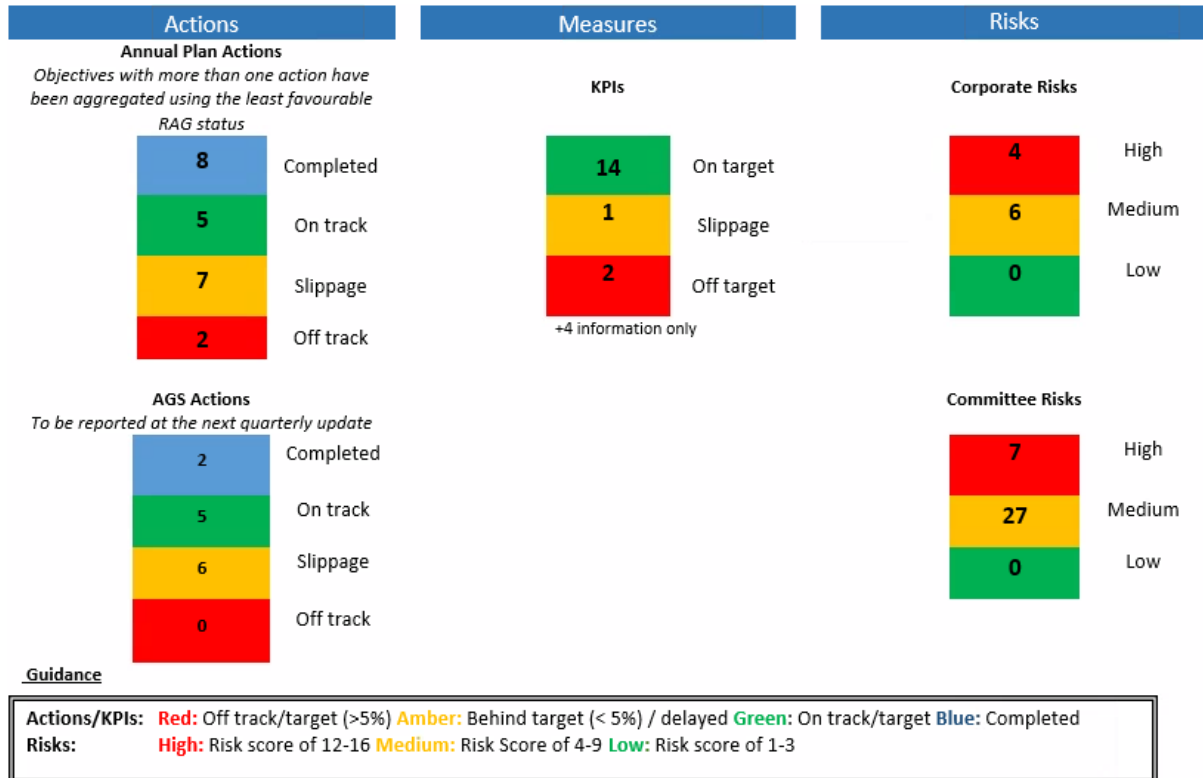 Actions
Annual Plan Actions
Objectives with more than one action have
been aggregated using the least favourable
RAG status
8 Completed
5 On track
7 Slippage
2 Off track
AGS Actions
To be reported at the next quarterly update
2 Completed
5 On track
6 Slippage
0 Off track
Measures
KPIs
14 On target
1 Slippage
2 Off target
+4 information only
Risks
Corporate Risks
4 High
6 Medium
0 Low
Committee Risks
7 High
27 Medium
0 Low
Guidance
Actions/KPIs: Red: Off track/target (>5%) Amber: Behind target (< 5%) / delayed Green: On track/target Blue: Completed
Risks: High: Risk score of 12-16 Medium: Risk Score of 4-9 Low: Risk score of 1-3